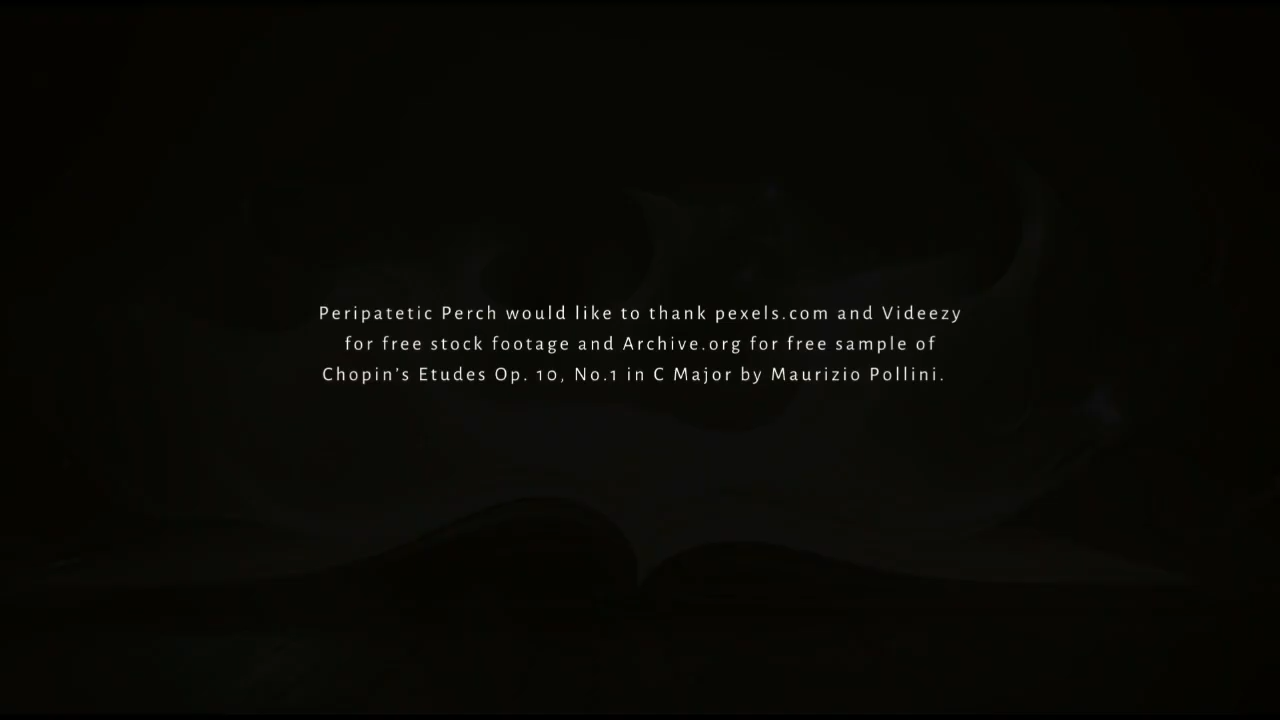 Peripatetic Perch would like to thank pexels.com and Videezy
for free stock footage and Archive.org for free sample of
Chopin’s Etudes Op. 10, No.1 in C Major by Maurizio Pollini.